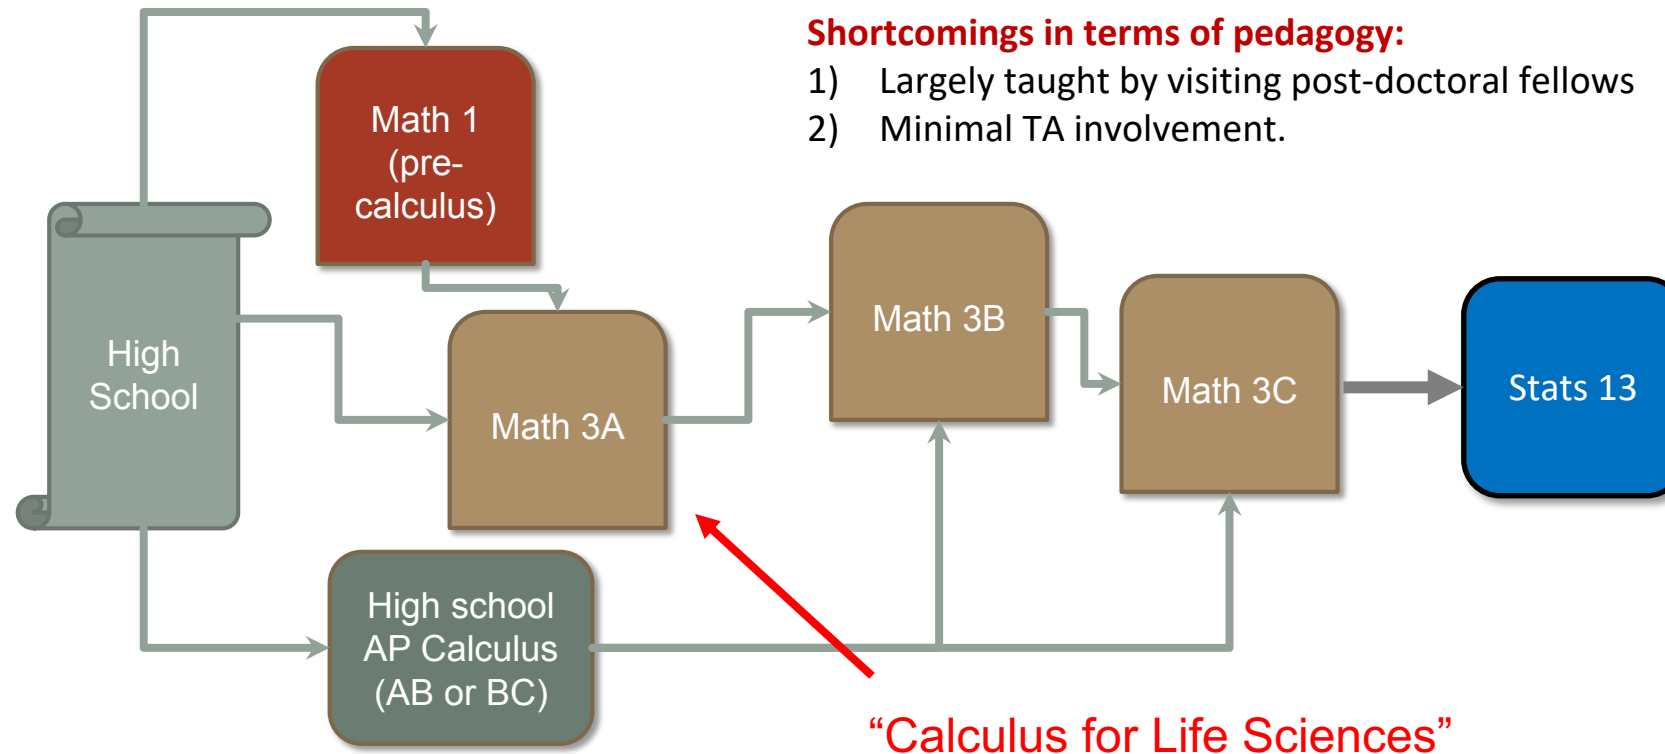 Shortcomings in terms of pedagogy:
1) Largely taught by visiting post-doctoral fellows
2) Minimal TA involvement.
Math 1
(pre-
calculus)
High
School
Math 3A
Math 3B
Math 3C
Stats 13
High school
AP Calculus
(AB or BC)
“Calculus for Life Sciences”